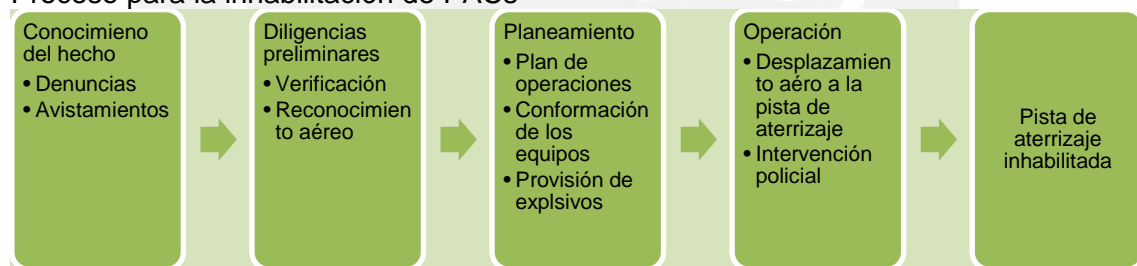 Proceso para la inhabilitación de PACs
Conocimieno
del hecho
• Denuncias
• Avistamientos
Diligencias
preliminares
• Verificación
• Reconocimien
to aéreo
Planeamiento
• Plan de
operaciones
• Conformación
de los
equipos
• Provisión de
explsivos
Operación
• Desplazamien
to aéro a la
pista de
aterrizaje
• Intervención
policial
Pista de
aterrizaje
inhabilitada